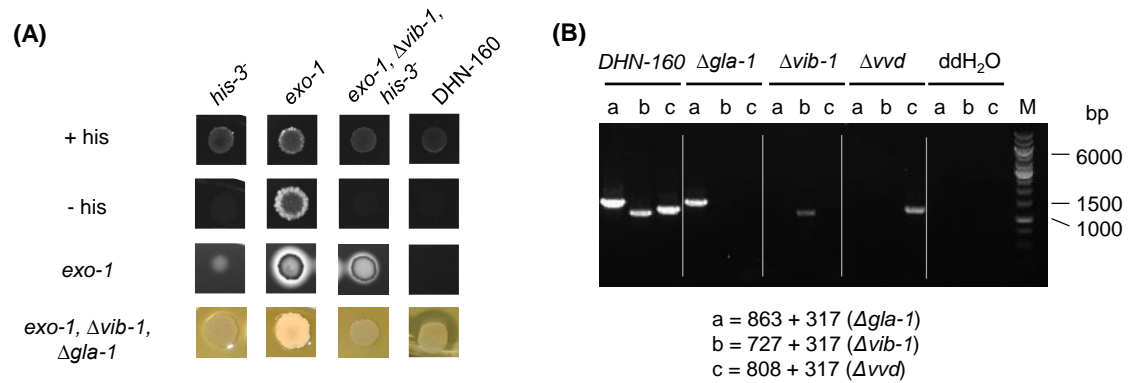 (A)
his-3-
exo-1
exo-1, Δvib-1,
his-3-
DHN-160
+ his
- his
exo-1
exo-1, Δvib-1,
Δgla-1
(B)
DHN-160 Δgla-1 Δvib-1 Δvvd ddH2O
a b c a b c a b c a b c a b c M bp
6000
1500
1000
a = 863 + 317 (Δgla-1)
b = 727 + 317 (Δvib-1)
c = 808 + 317 (Δvvd)